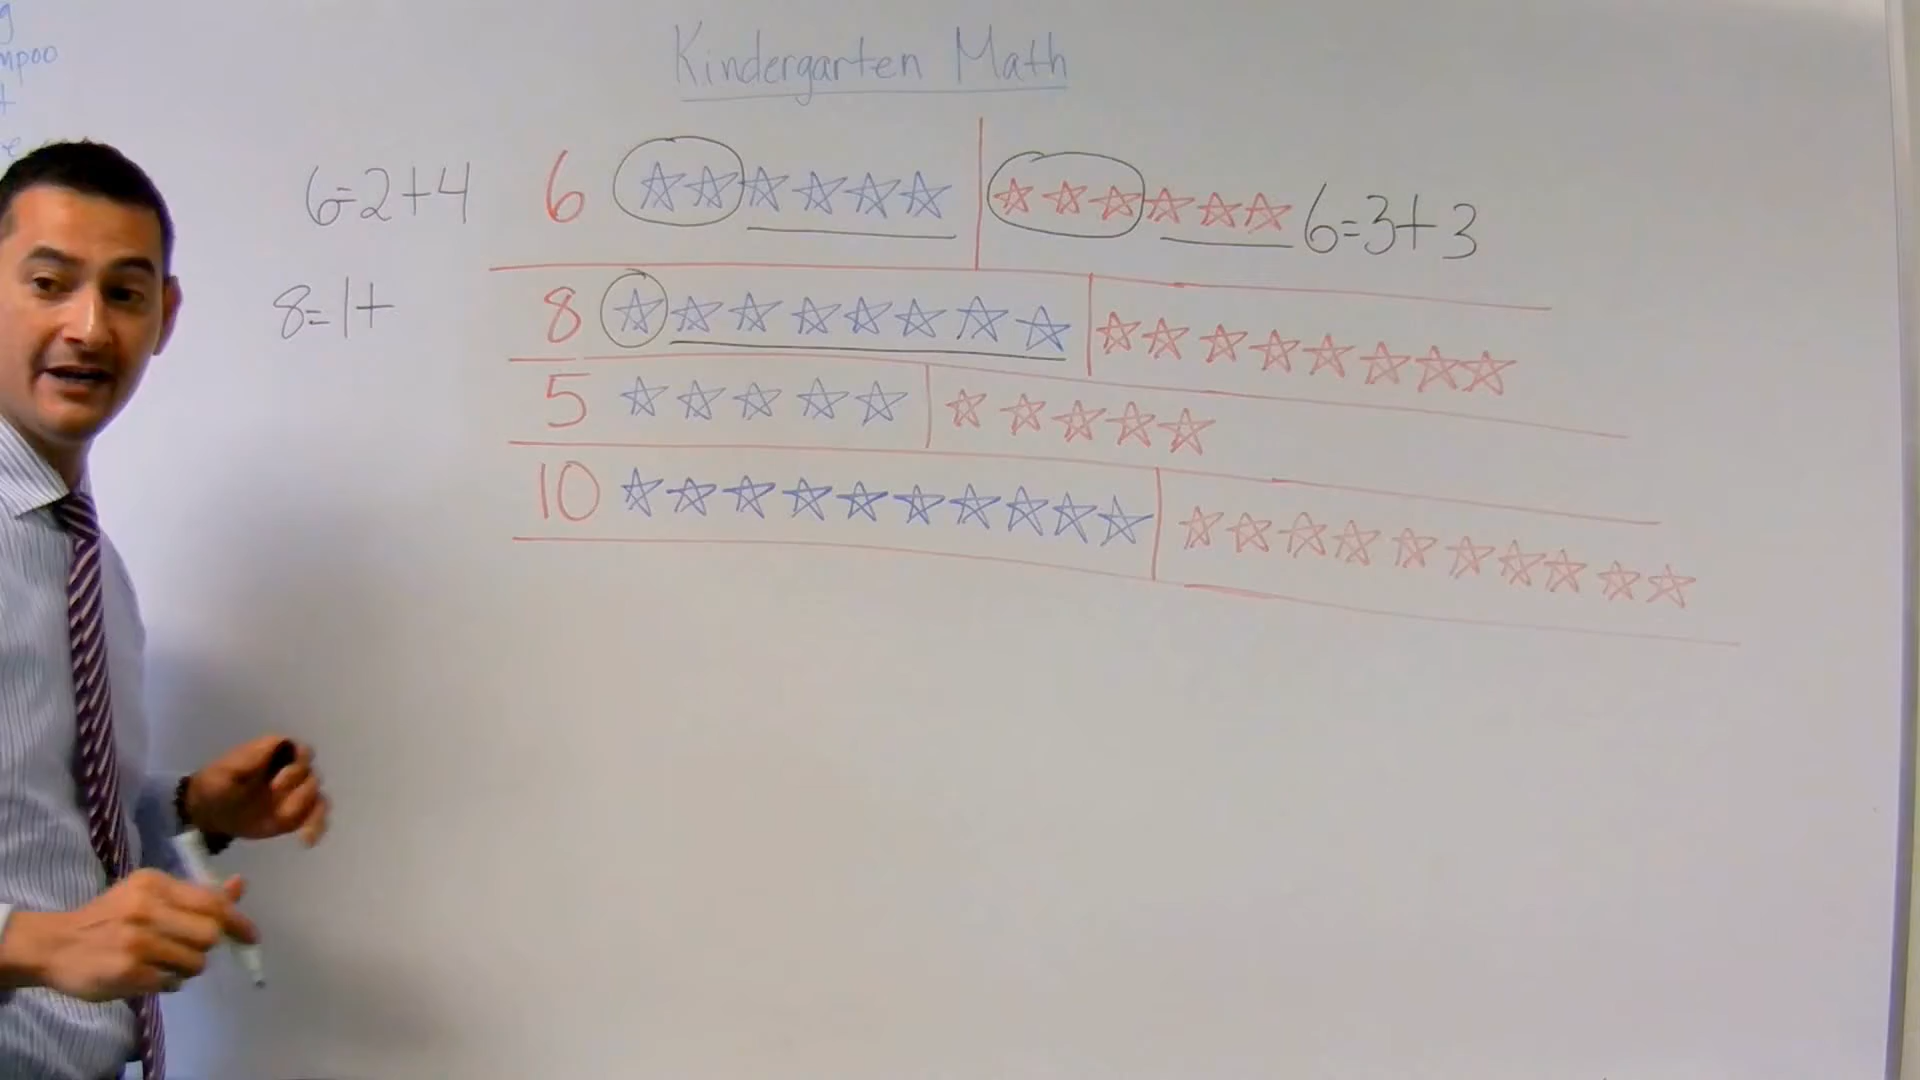 g
mpoo
Kindergarten Math
6=2+4 6 6=3+3
8=1+ 8
5
10